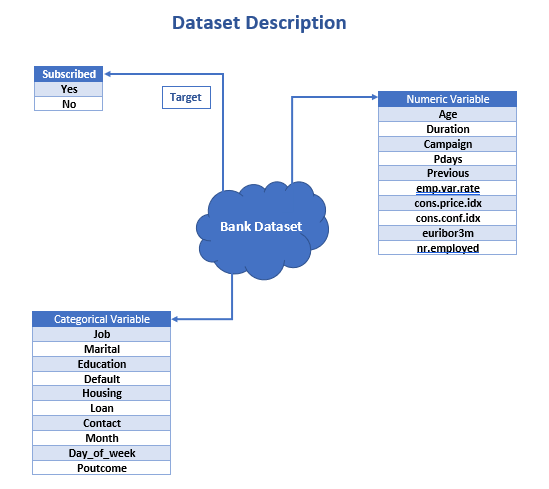 Dataset Description
Subscribed
Yes
No
Target
Numeric Variable
Age
Duration
Campaign
Pdays
Previous
emp.var.rate
cons.price.idx
cons.conf.idx
euribor3m
nr.employed
Bank Dataset
Categorical Variable
Job
Marital
Education
Default
Housing
Loan
Contact
Month
Day_of_week
Poutcome